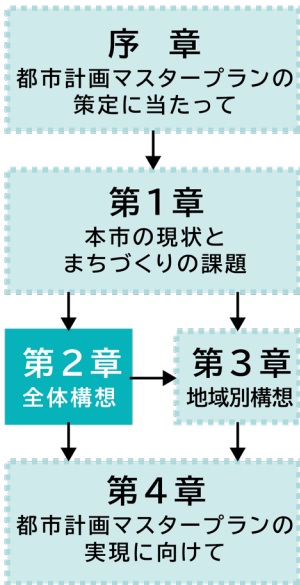 序　章
都市計画マスタープランの
策定に当たって
第1章
本市の現状と
まちづくりの課題
第2章
全体構想
第3章
地域別構想
第4章
都市計画マスタープランの
実現に向けて